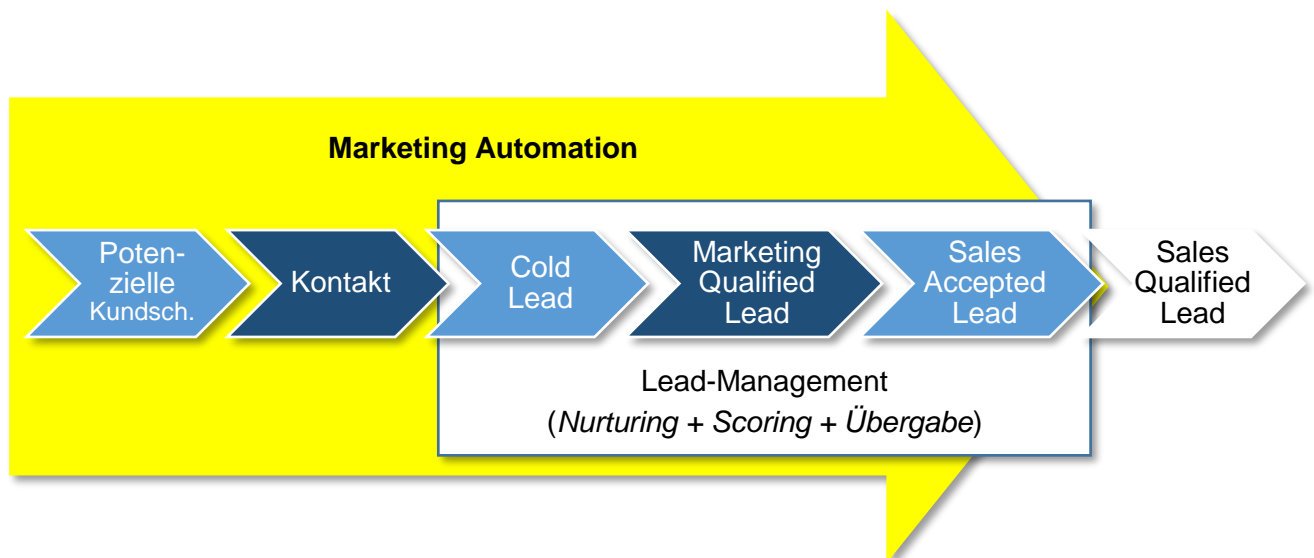 Marketing Automation
Poten-
zielle
Kundsch.
Kontakt
Cold
Lead
Marketing
Qualified
Lead
Sales
Accepted
Lead
Sales
Qualified
Lead
Lead-Management
(Nurturing + Scoring + Übergabe)